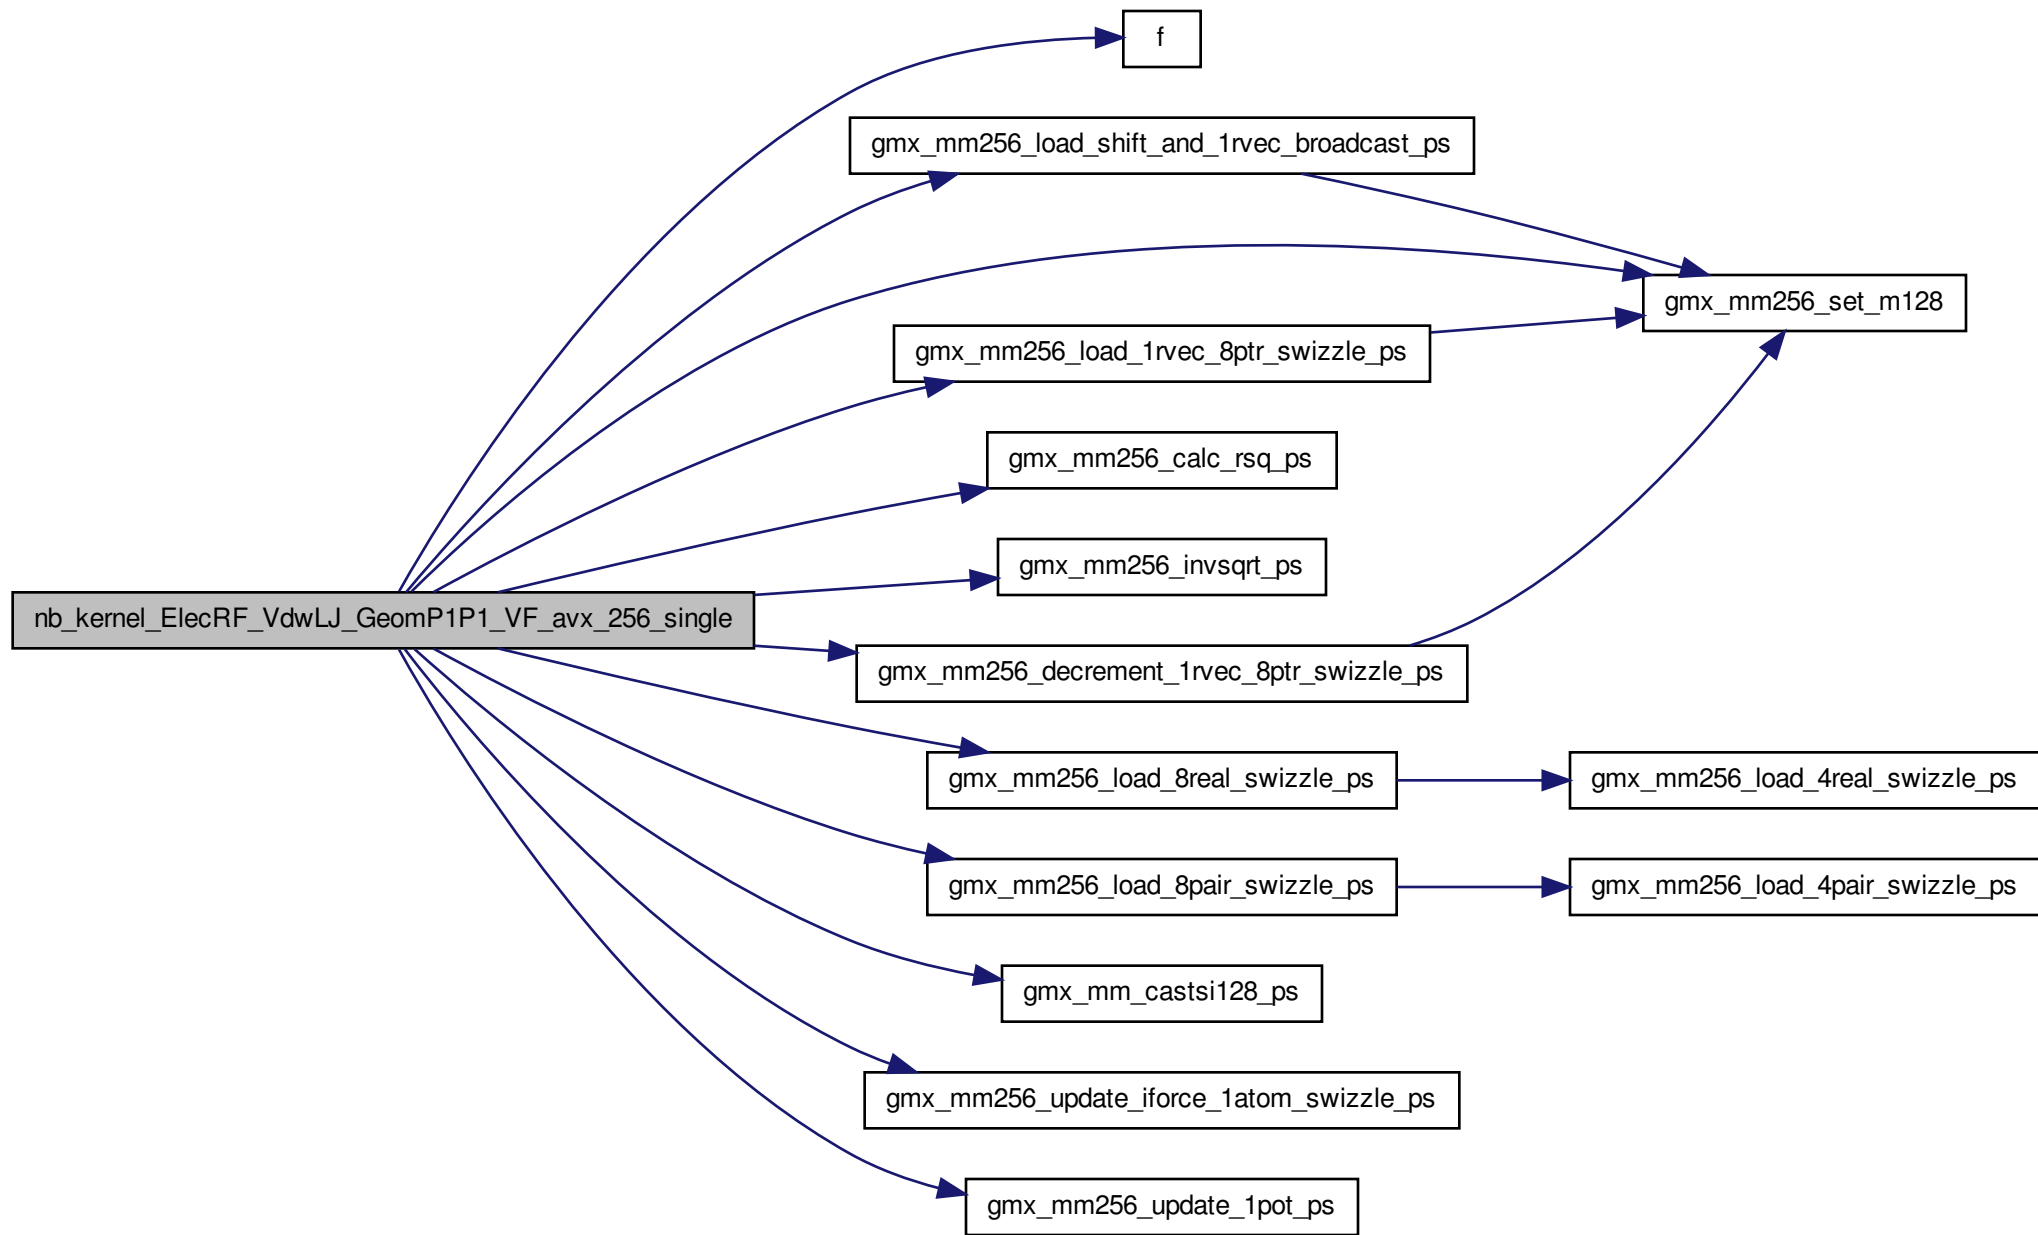 f
gmx_mm256_load_shift_and_1rvec_broadcast_ps
gmx_mm256_set_m128
gmx_mm256_load_1rvec_8ptr_swizzle_ps
gmx_mm256_calc_rsq_ps
gmx_mm256_invsqrt_ps
nb_kernel_ElecRF_VdwLJ_GeomP1P1_VF_avx_256_single
gmx_mm256_decrement_1rvec_8ptr_swizzle_ps
gmx_mm256_load_8real_swizzle_ps
gmx_mm256_load_4real_swizzle_ps
gmx_mm256_load_8pair_swizzle_ps
gmx_mm256_load_4pair_swizzle_ps
gmx_mm_castsi128_ps
gmx_mm256_update_iforce_1atom_swizzle_ps
gmx_mm256_update_1pot_ps